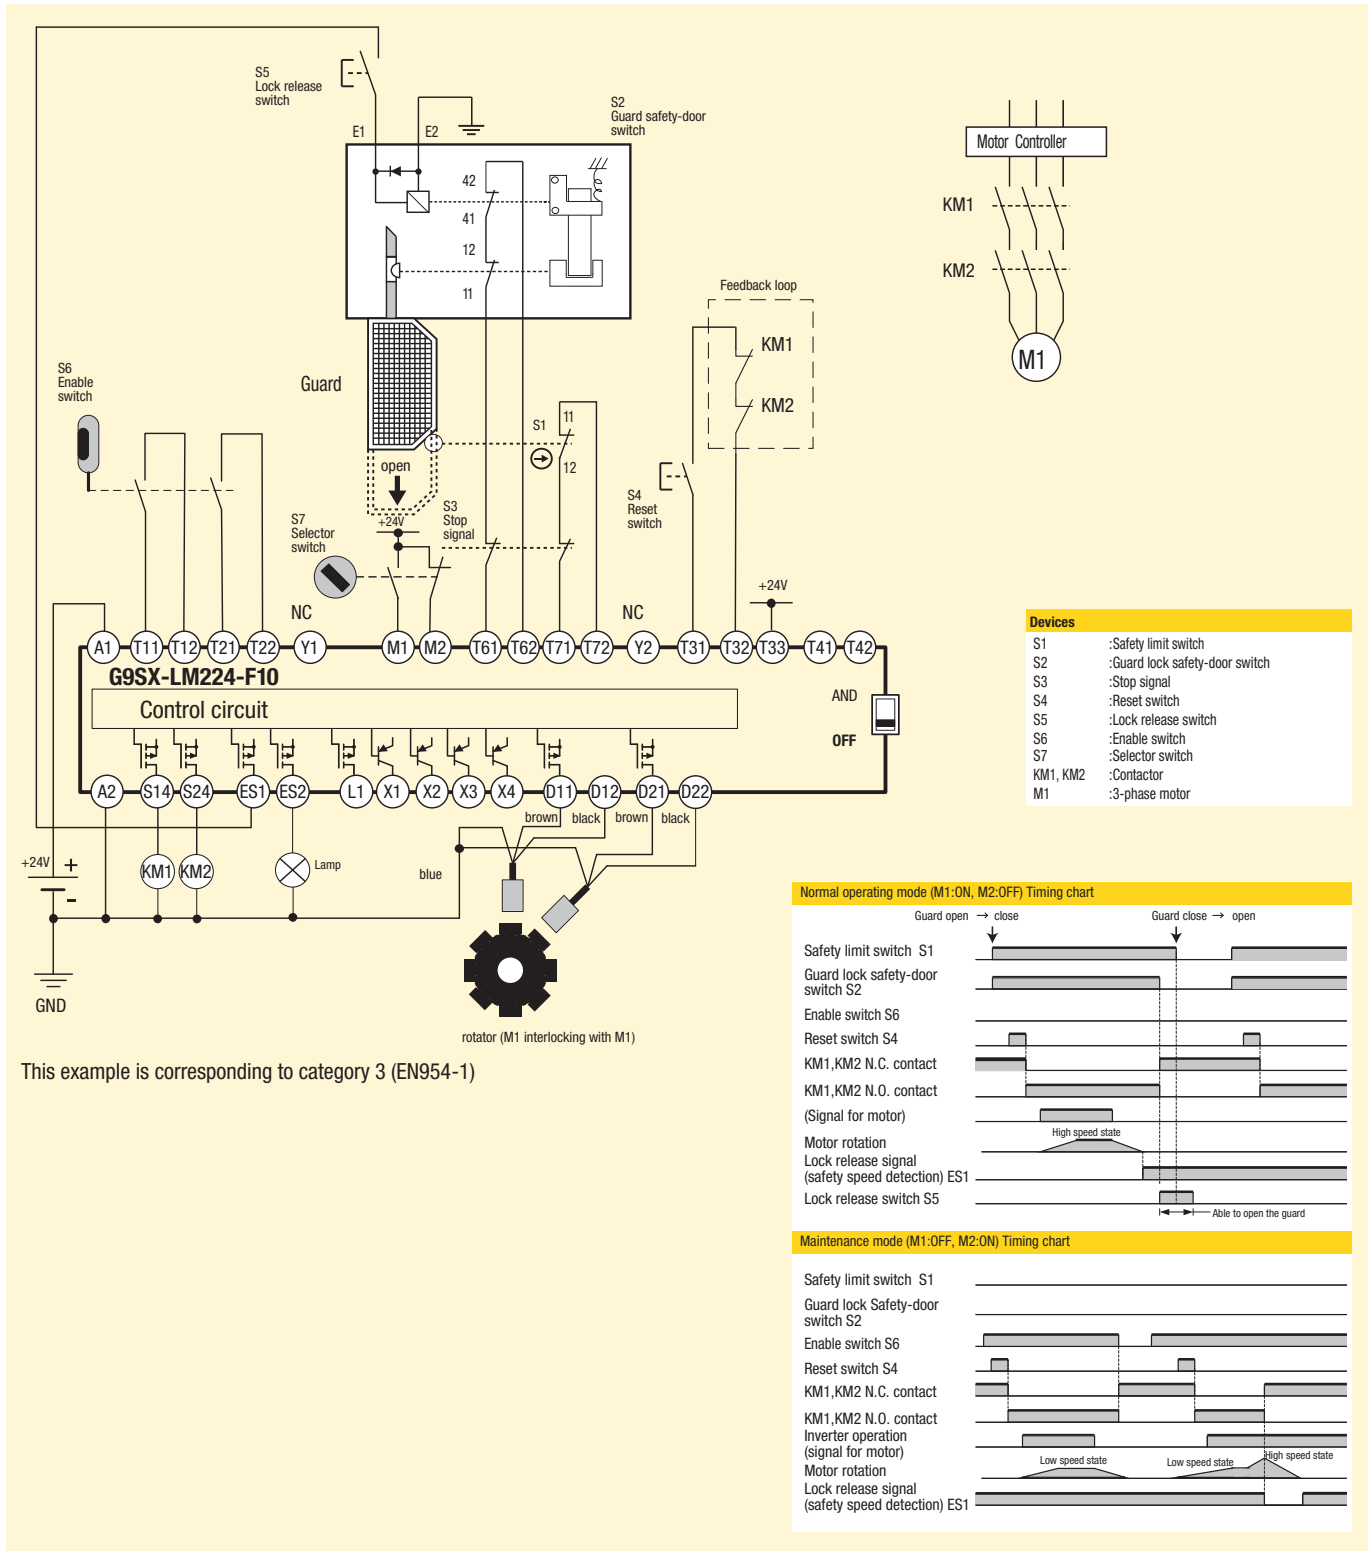 S5
Lock release
switch
E1
E2
S2
Guard safety-door
switch
42
41
12
11
Motor Controller
KM1
KM2
M1
Feedback loop
KM1
KM2
S6
Enable
switch
Guard
open
S1
11
12
S4
Reset
switch
S7
Selector
switch
+24V
S3
Stop
signal
+24V
NC
NC
A1 T11 T12 T21 T22 Y1 M1 M2 T61 T62 T71 T72 Y2 T31 T32 T33 T41 T42
G9SX-LM224-F10
Control circuit
AND
OFF
A2 S14 S24 ES1 ES2 L1 X1 X2 X3 X4 D11 D12 D21 D22
brown black brown black
+24V
+
-
KM1
KM2
Lamp
blue
GND
rotator (M1 interlocking with M1)
This example is corresponding to category 3 (EN954-1)
Devices
S1 :Safety limit switch
S2 :Guard lock safety-door switch
S3 :Stop signal
S4 :Reset switch
S5 :Lock release switch
S6 :Enable switch
S7 :Selector switch
KM1, KM2 :Contactor
M1 :3-phase motor
Normal operating mode (M1:ON, M2:OFF) Timing chart
Guard open → close
Guard close → open
Safety limit switch S1
Guard lock safety-door
switch S2
Enable switch S6
Reset switch S4
KM1,KM2 N.C. contact
KM1,KM2 N.O. contact
(Signal for motor)
High speed state
Motor rotation
Lock release signal
(safety speed detection) ES1
Lock release switch S5
Able to open the guard
Maintenance mode (M1:OFF, M2:ON) Timing chart
Safety limit switch S1
Guard lock Safety-door
switch S2
Enable switch S6
Reset switch S4
KM1,KM2 N.C. contact
KM1,KM2 N.O. contact
Inverter operation
(signal for motor)
Low speed state
Low speed state
High speed state
Motor rotation
Lock release signal
(safety speed detection) ES1